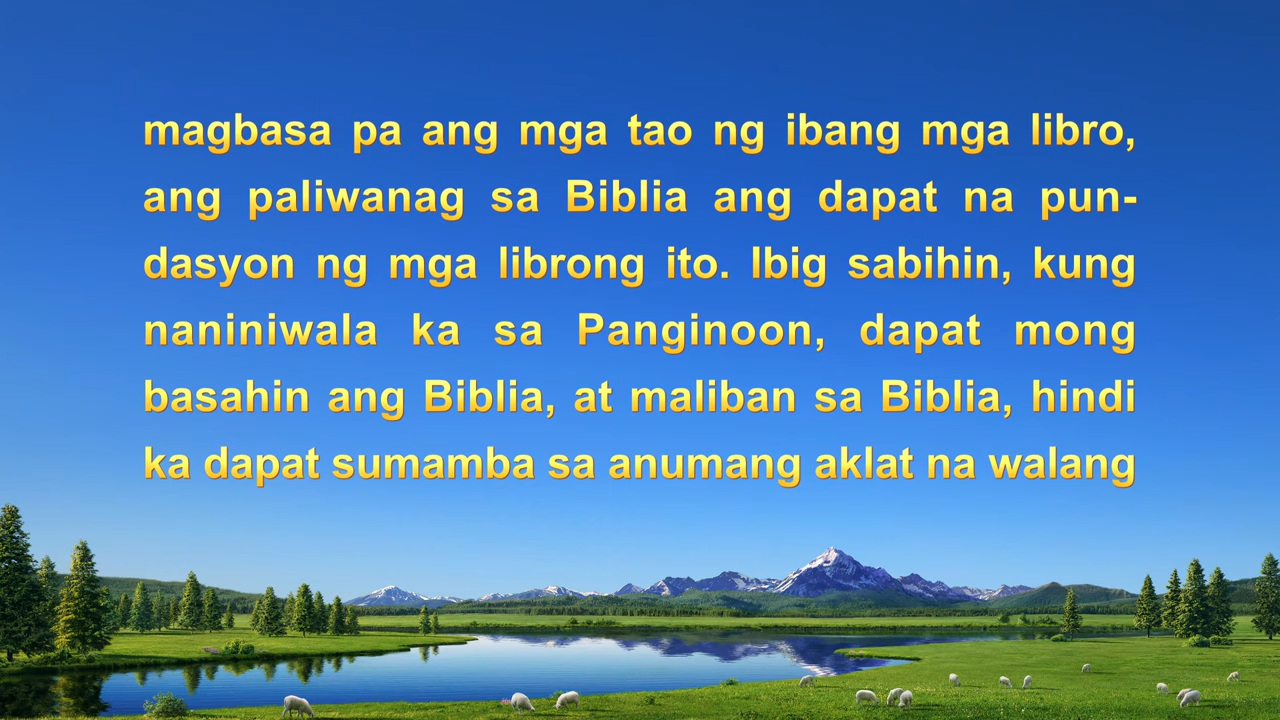 magbasa pa ang mga tao ng ibang mga libro,
ang paliwanag sa Biblia ang dapat na pun-
dasyon ng mga librong ito. Ibig sabihin, kung
naniniwala ka sa Panginoon, dapat mong
basahin ang Biblia, at maliban sa Biblia, hindi
ka dapat sumamba sa anumang aklat na walang